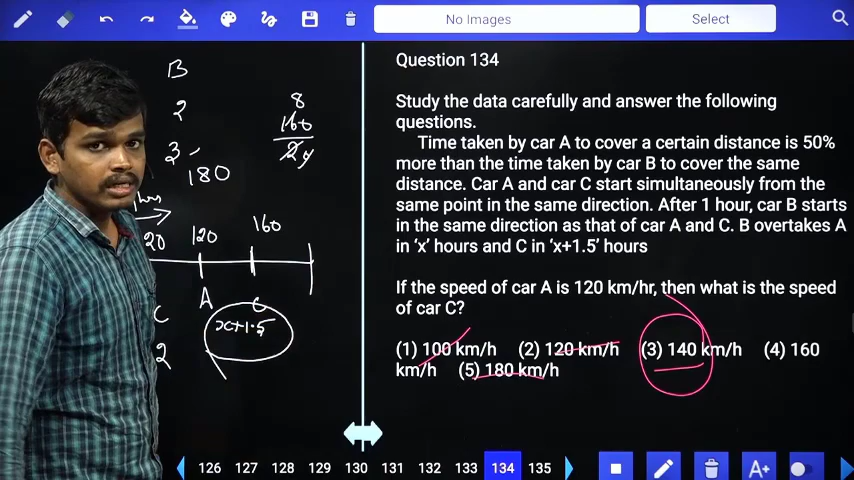 No Images
Select
B
2
3
180
8
160
24
1hrs
20
120
160
A
C
x+1.5
C
2
Question 134
Study the data carefully and answer the following
questions.
Time taken by car A to cover a certain distance is 50%
more than the time taken by car B to cover the same
distance. Car A and car C start simultaneously from the
same point in the same direction. After 1 hour, car B starts
in the same direction as that of car A and C. B overtakes A
in ‘x’ hours and C in ‘x+1.5’ hours
If the speed of car A is 120 km/hr, then what is the speed
of car C?
(1) 100 km/h (2) 120 km/h (3) 140 km/h (4) 160
km/h (5) 180 km/h
126 127 128 129 130 131 132 133 134 135
A+